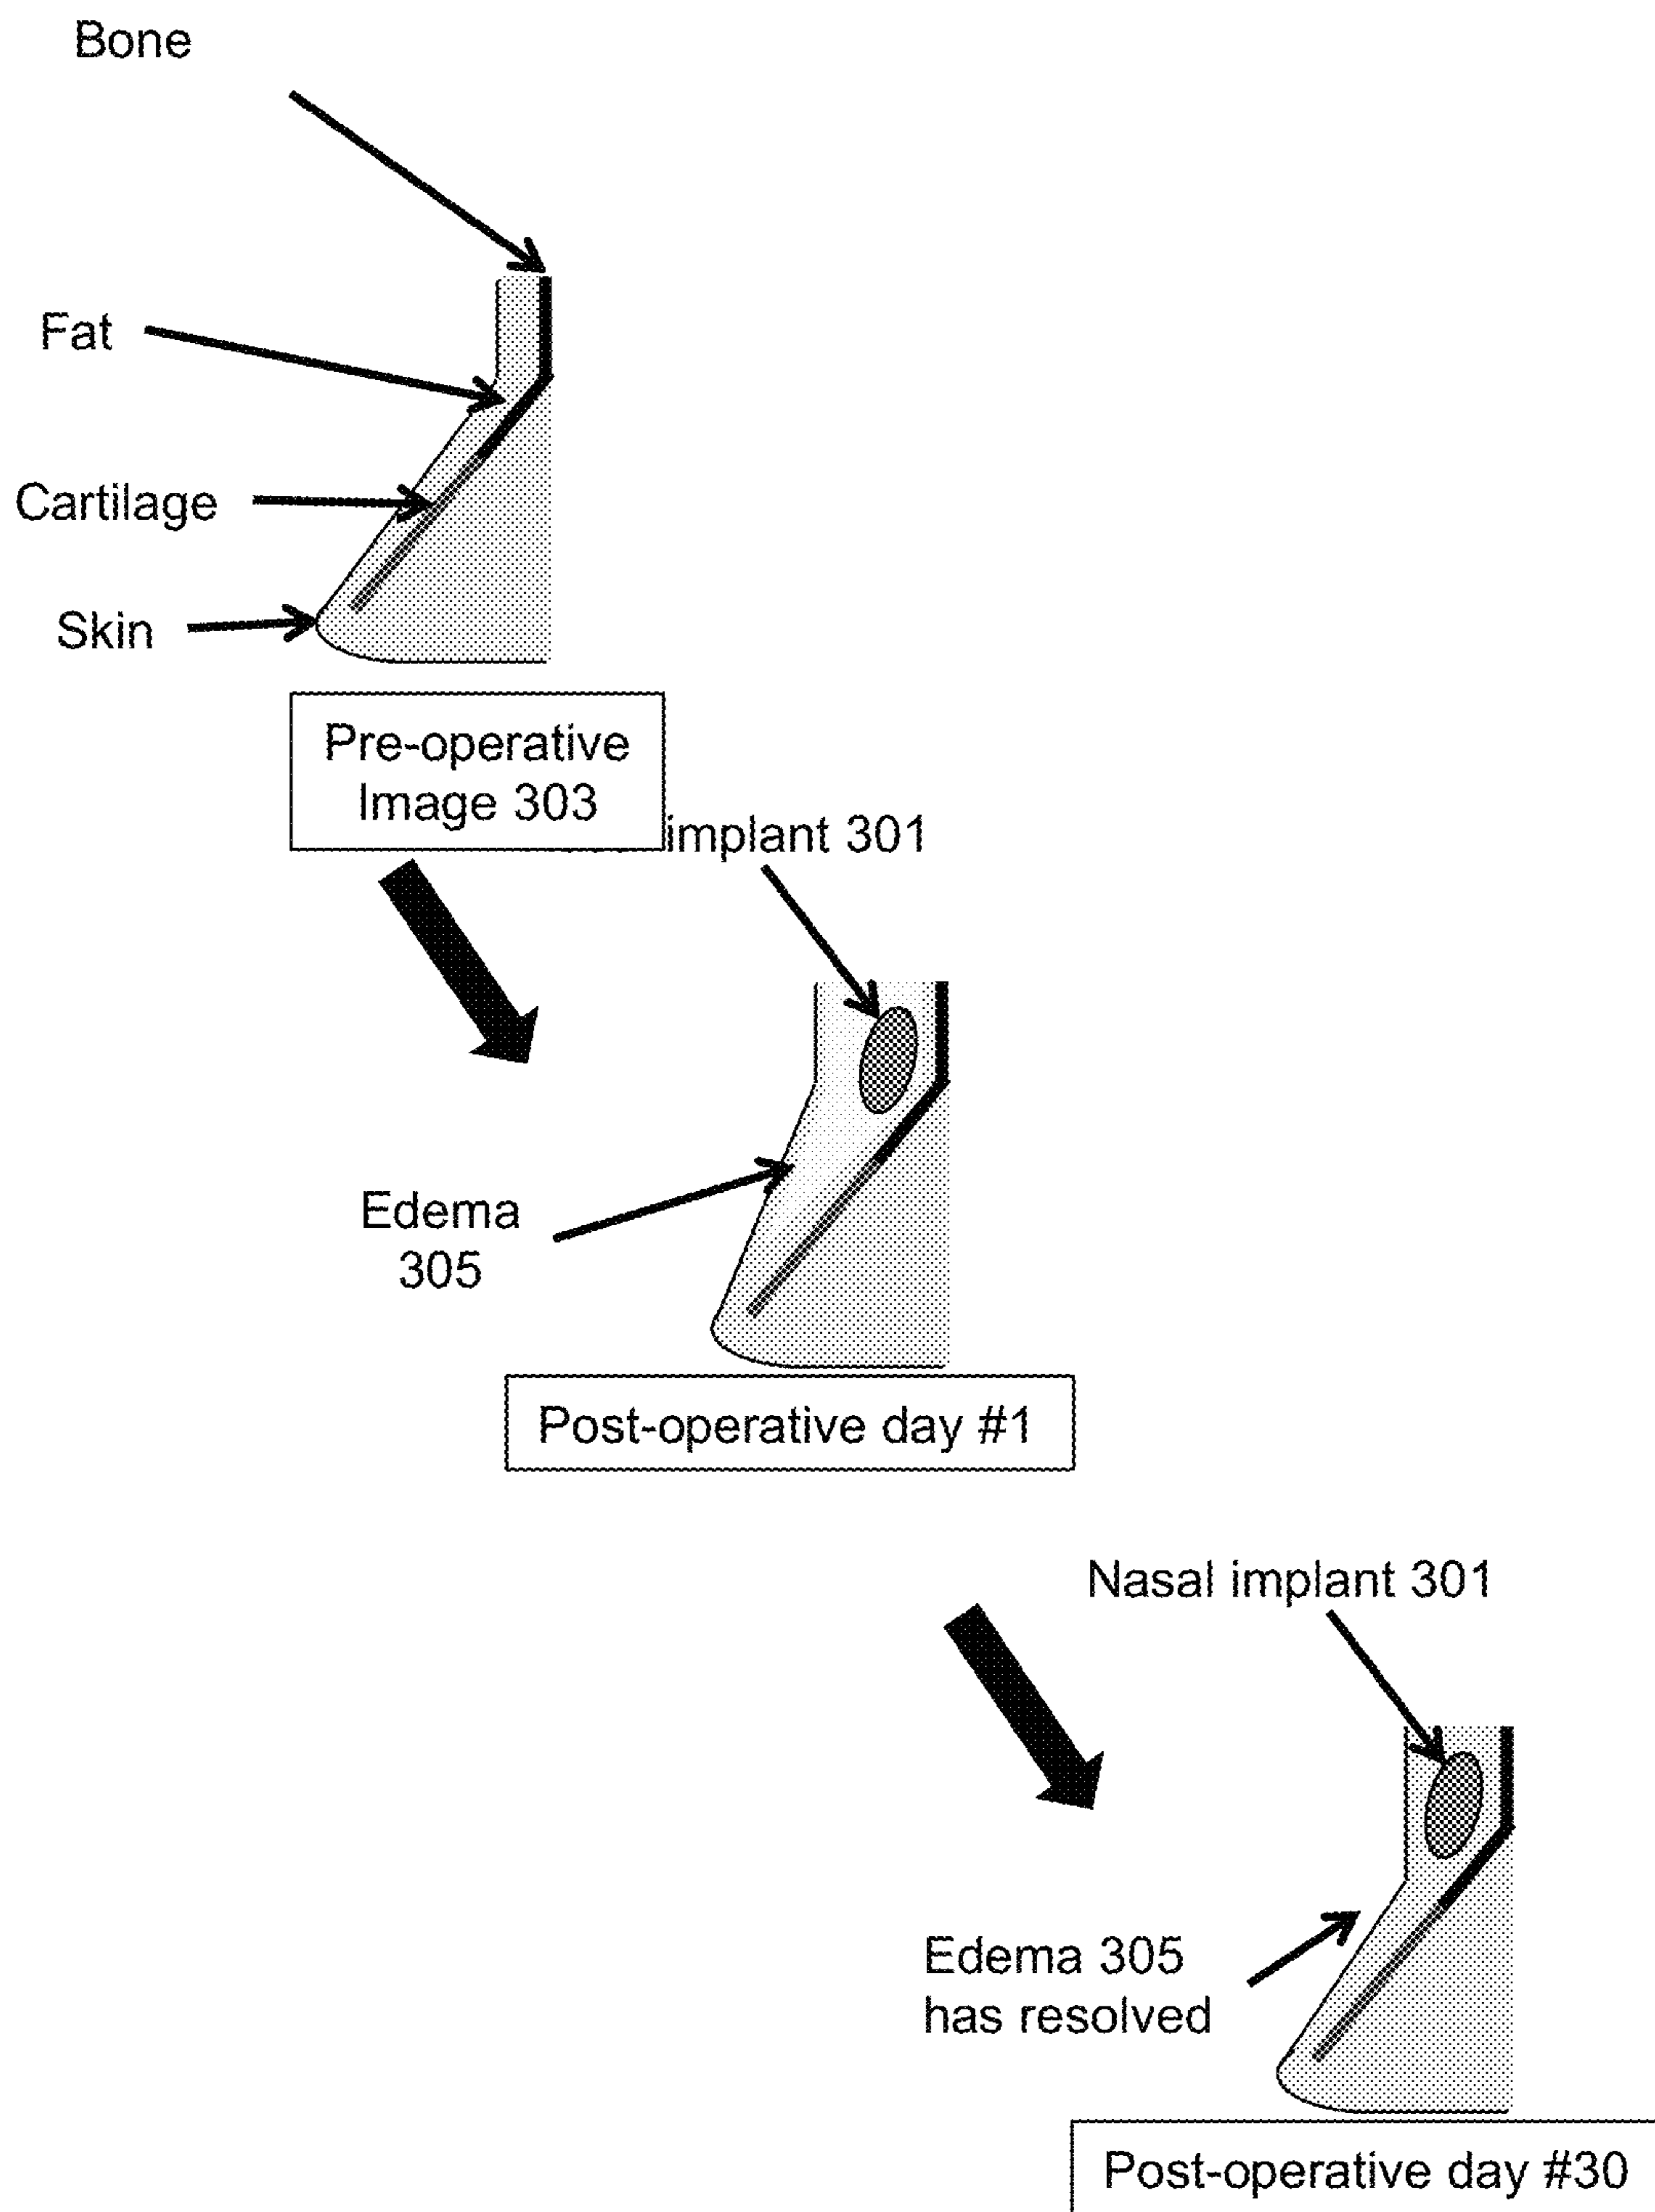 Bone
Fat
Cartilage
Skin
Pre-operative
Image 303
implant 301
Edema
305
Post-operative day #1
Nasal implant 301
Edema 305
has resolved
Post-operative day #30